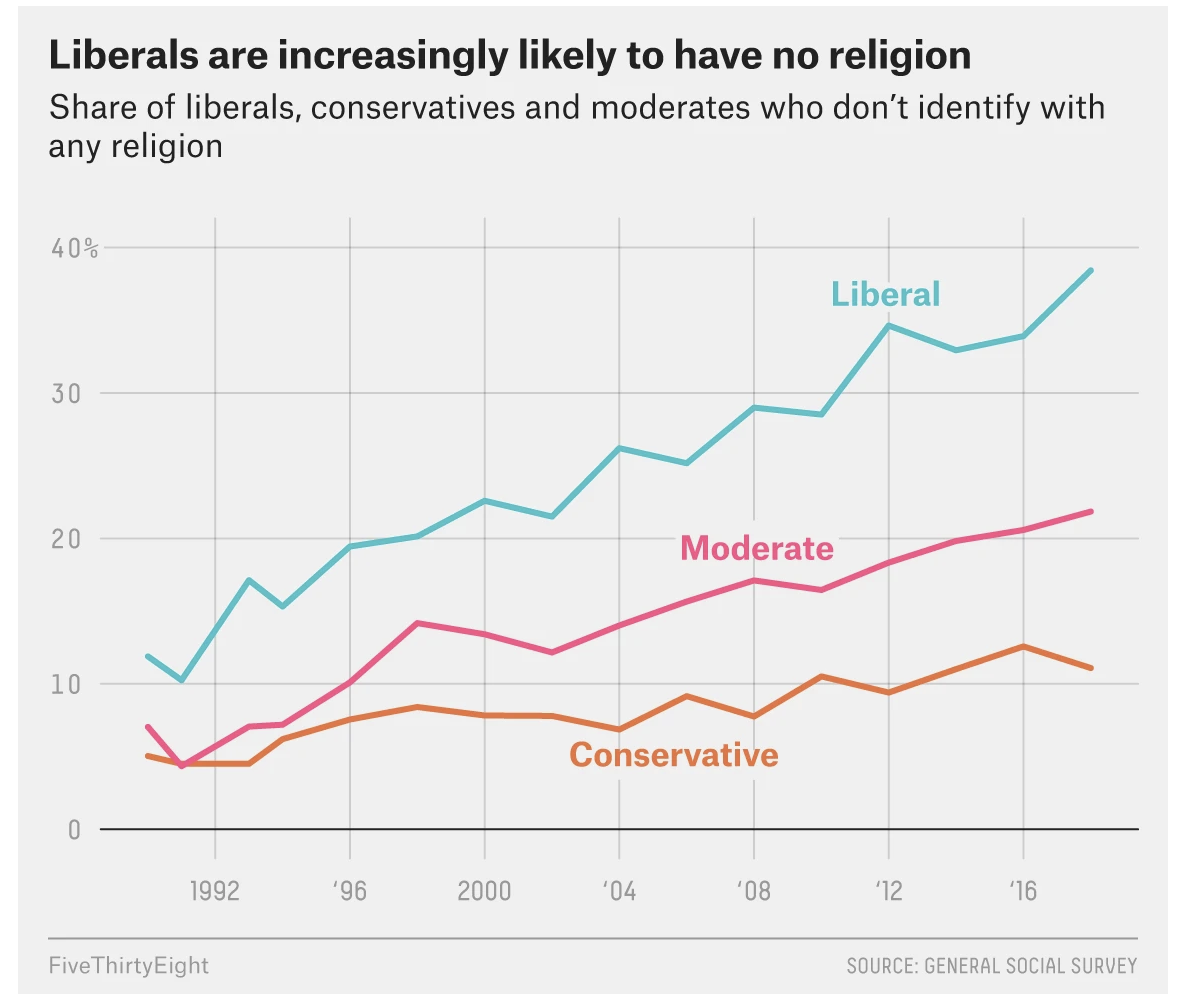 Liberals are increasingly likely to have no religion
Share of liberals, conservatives and moderates who don’t identify with
any religion
40%
Liberal
30
20
Moderate
10
Conservative
0
1992 ‘96 2000 ‘04 ‘08 ‘12 ‘16
FiveThirtyEight SOURCE: GENERAL SOCIAL SURVEY